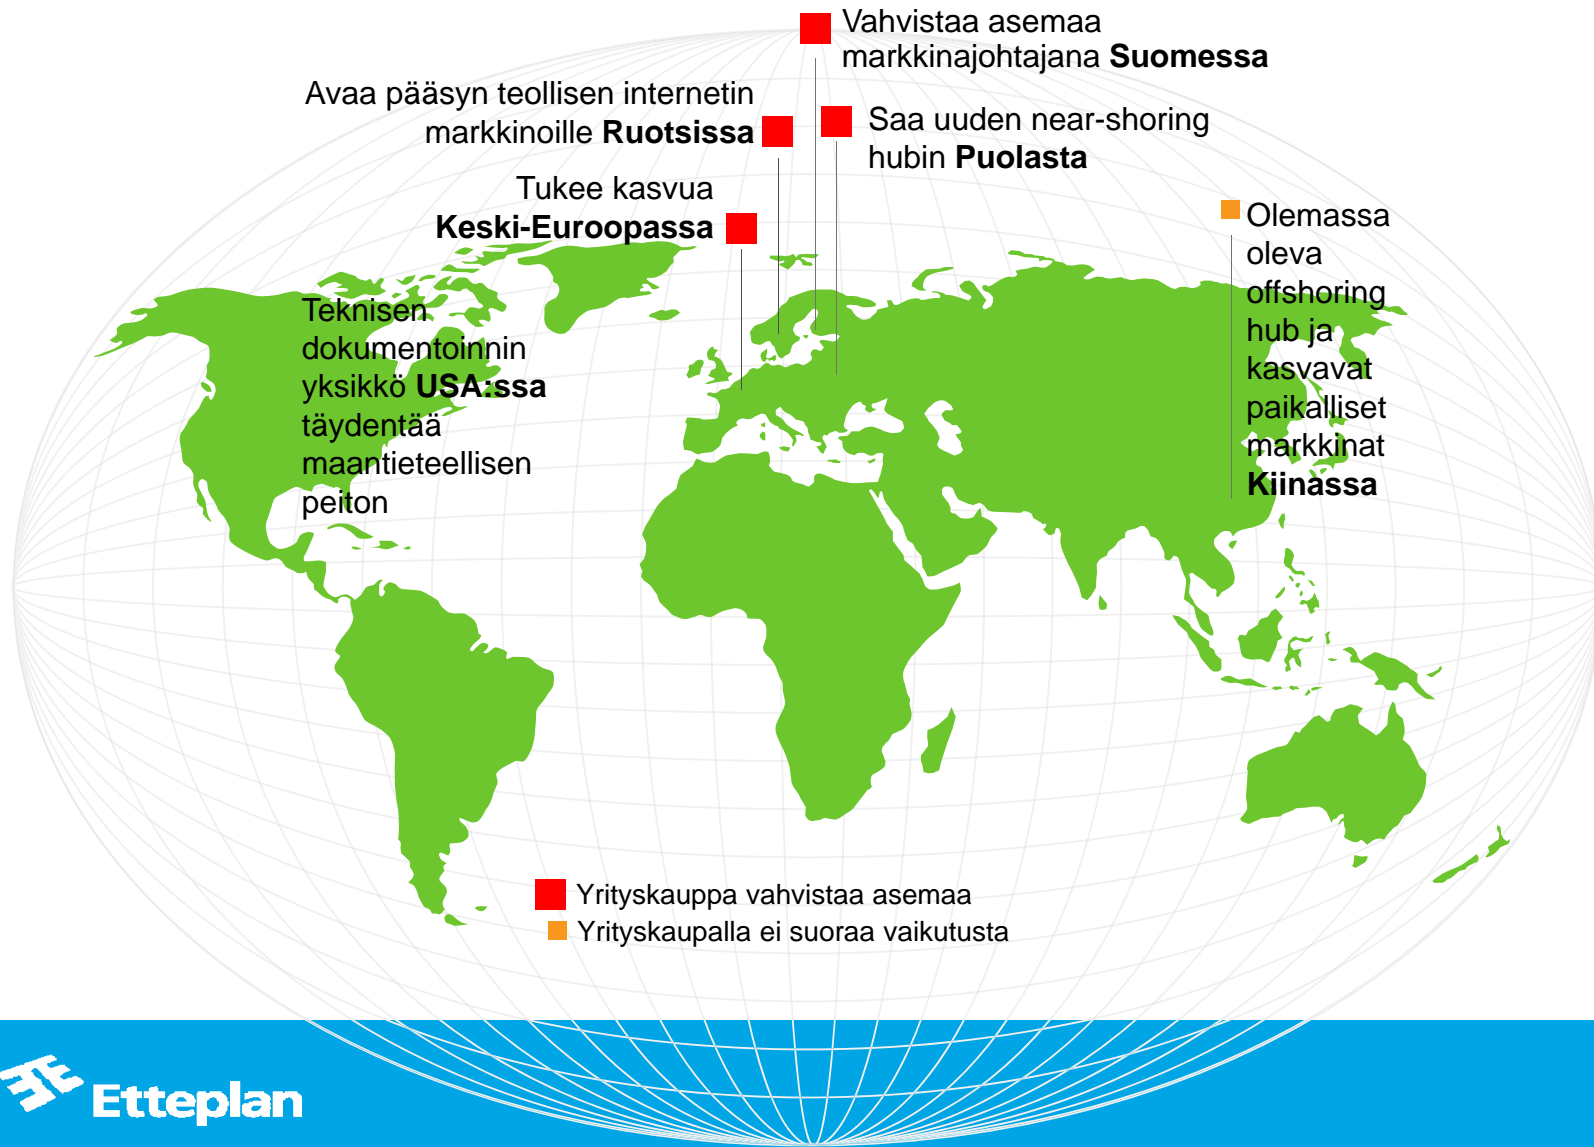 Vahvistaa asemaa
markkinajohtajana Suomessa
Avaa pääsyn teollisen internetin
markkinoille Ruotsissa
Saa uuden near-shoring
hubin Puolasta
Tukee kasvua
Keski-Euroopassa
Olemassa
oleva
offshoring
hub ja
kasvavat
paikalliset
markkinat
Kiinassa
Teknisen
dokumentoinnin
yksikkö USA:ssa
täydentää
maantieteellisen
peiton
Yrityskauppa vahvistaa asemaa
Yrityskaupalla ei suoraa vaikutusta
Etteplan